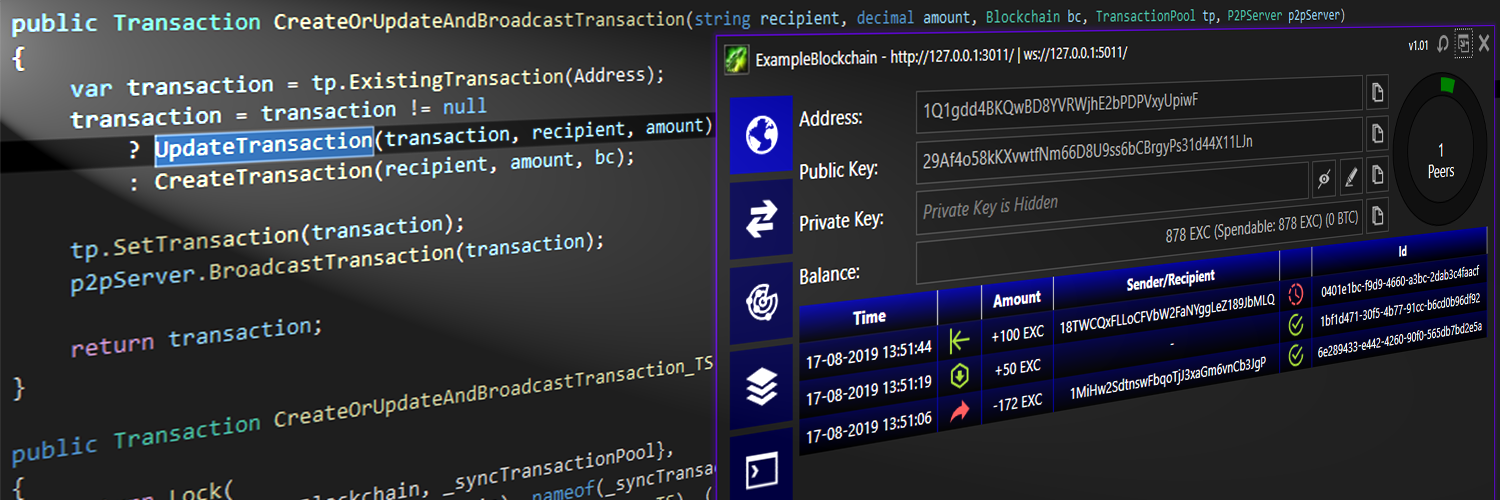 public Transaction CreateOrUpdateAndBroadcastTransaction(string recipient, decimal amount, Blockchain bc, TransactionPool tp, P2PServer p2pServer)
{
var transaction = tp.ExistingTransaction(Address);
transaction = transaction != null
? UpdateTransaction(transaction, recipient, amount)
: CreateTransaction(recipient, amount, bc);
tp.SetTransaction(transaction);
p2pServer.BroadcastTransaction(transaction);
return transaction;
}
public Transaction CreateOrUpdateAndBroadcastTransaction_TS
{
Lock(
Blockchain, _syncTransactionPool},
nameof(_syncTransac
ExampleBlockchain - http://127.0.0.1:3011/ | ws://127.0.0.1:5011/
v1.01
Address: 1Q1gdd4BKQwBD8YVRWjhE2bPDPVxyUpiwF
Public Key: 29Af4o58kKXvwtfNm66D8U9ss6bCBrgyPs31d44X11LJn
Private Key: Private Key is Hidden
Balance: 878 EXC (Spendable: 878 EXC) (0 BTC)
1
Peers
Time Amount Sender/Recipient Id
17-08-2019 13:51:44 +100 EXC 18TWCQxFLLoCFVbW2FaNYggLeZ189JbMLQ 0401e1bc-f9d9-4660-a3bc-2dab3c4faacf
17-08-2019 13:51:19 +50 EXC - 1bf1d471-30f5-4b77-91cc-b6cd0b96df92
17-08-2019 13:51:06 -172 EXC 1MiHw2SdtnswFbqoTjJ3xaGm6vnCb3JgP 6e289433-e442-4260-90f0-565db7bd2e5a